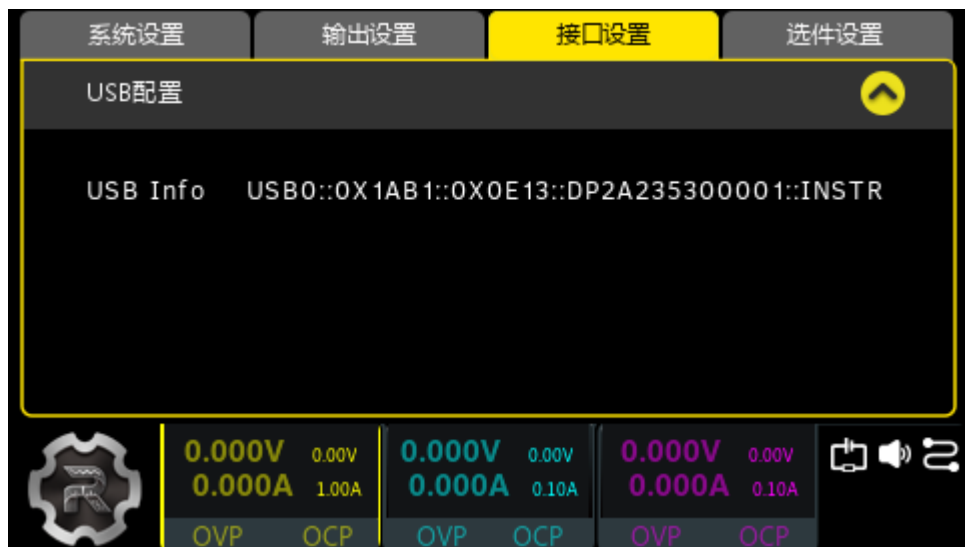 系统设置 输出设置 接口设置 选件设置
USB配置
USB Info USB0::0X1AB1::0X0E13::DP2A235300001::INSTR
0.000V 0.00V 0.000V 0.00V 0.000V 0.00V
0.000A 1.00A 0.000A 0.10A 0.000A 0.10A
OVP OCP OVP OCP OVP OCP